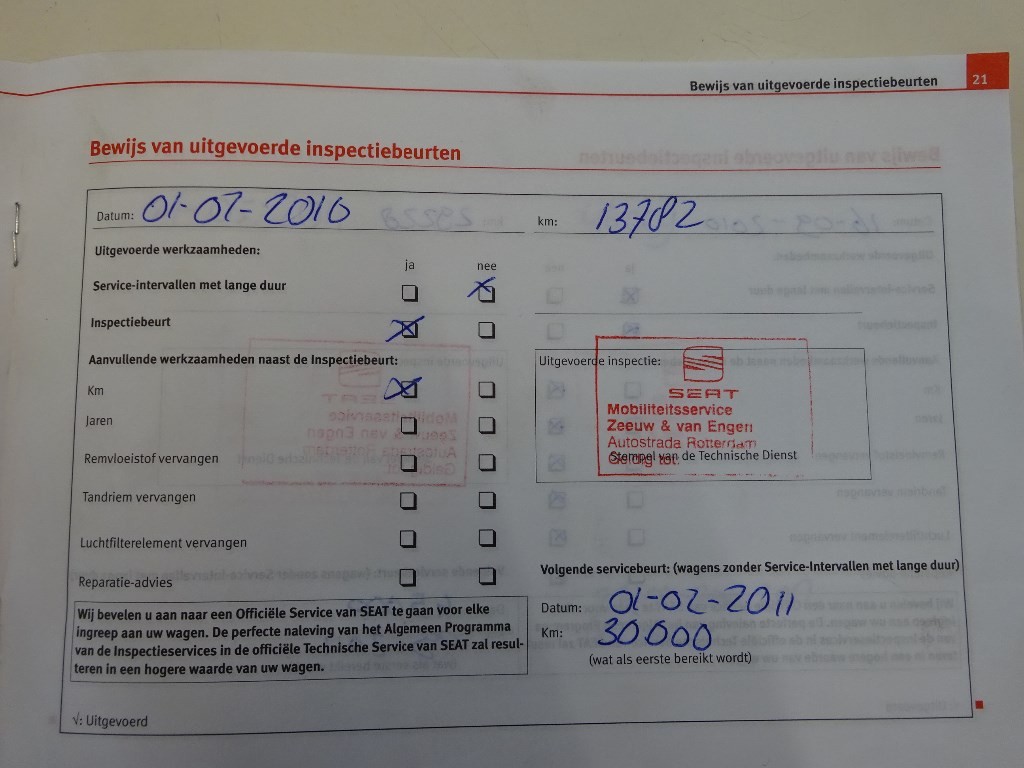 Bewijs van uitgevoerde inspectiebeurten 21
Bewijs van uitgevoerde inspectiebeurten
Datum: 01-02-2010 km: 13782
Uitgevoerde werkzaamheden:
ja nee
Service-intervallen met lange duur
Inspectiebeurt
Aanvullende werkzaamheden naast de Inspectiebeurt:
Km
Jaren
Remvloeistof vervangen
Tandriem vervangen
Luchtfilterelement vervangen
Reparatie-advies
Uitgevoerde inspectie:
SEAT
Mobiliteitsservice
Zeeuw & van Engen
Autostrada Rotterdam
Geldig tot:
Stempel van de Technische Dienst
Wij bevelen u aan naar een Officiële Service van SEAT te gaan voor elke
ingreep aan uw wagen. De perfecte naleving van het Algemeen Programma
van de Inspectieservices in de officiële Technische Service van SEAT zal resul-
teren in een hogere waarde van uw wagen.
Volgende servicebeurt: (wagens zonder Service-Intervallen met lange duur)
Datum: 01-02-2011
Km: 30000
(wat als eerste bereikt wordt)
√: Uitgevoerd